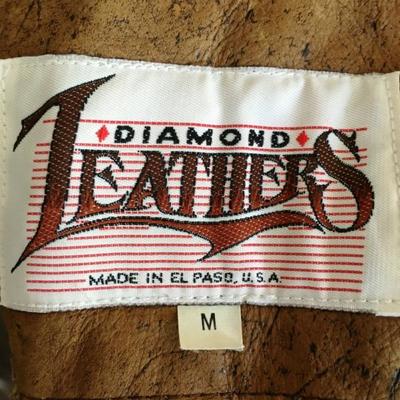 DIAMOND
LEATHERS
MADE IN EL PASO, U.S.A.
M